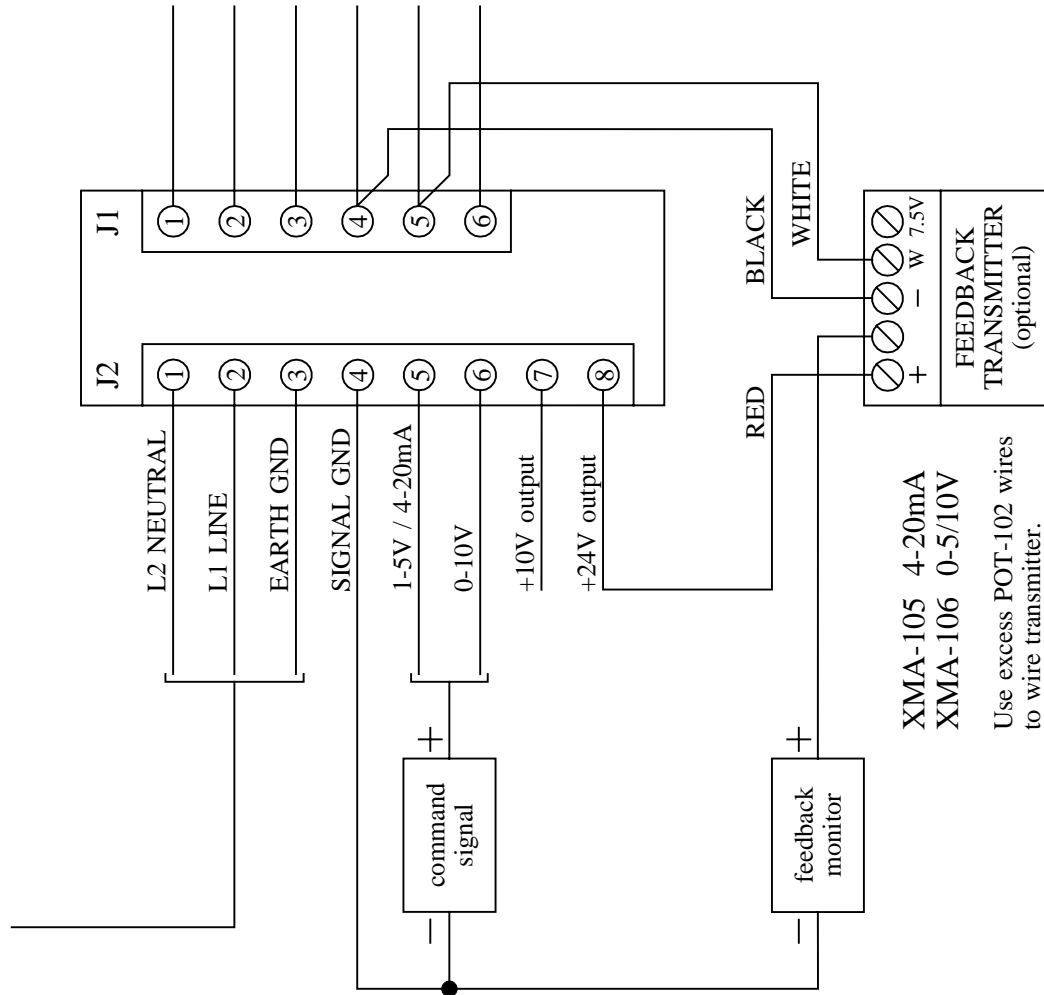 J1
1
2
3
4
5
6
J2
1
2
3
4
5
6
7
8
L2 NEUTRAL
L1 LINE
EARTH GND
SIGNAL GND
1-5V / 4-20mA
0-10V
+10V output
+24V output
BLACK
WHITE
RED
+
command
signal
−
+
feedback
monitor
−
+ − W 7.5V
FEEDBACK
TRANSMITTER
(optional)
XMA-105 4-20mA
XMA-106 0-5/10V
Use excess POT-102 wires
to wire transmitter.